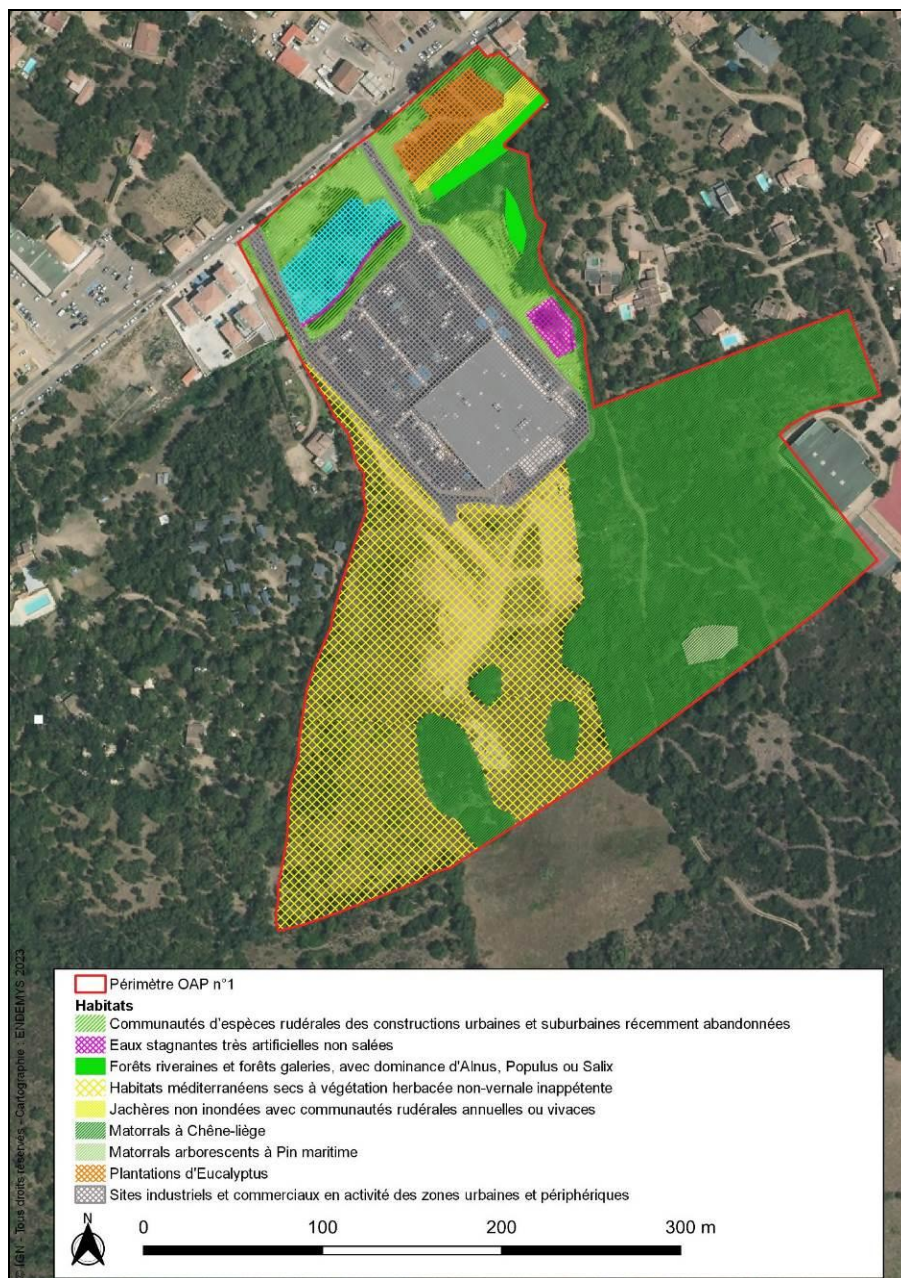 Périmètre OAP n°1
Habitats
Communautés d'espèces rudérales des constructions urbaines et suburbaines récemment abandonnées
Eaux stagnantes très artificielles non salées
Forêts riveraines et forêts galeries, avec dominance d'Alnus, Populus ou Salix
Habitats méditerranéens secs à végétation herbacée non-vernale inappétente
Jachères non inondées avec communautés rudérales annuelles ou vivaces
Matorrals à Chêne-liège
Matorrals arborescents à Pin maritime
Plantations d'Eucalyptus
Sites industriels et commerciaux en activité des zones urbaines et périphériques
N
0 100 200 300 m
© IGN - Tous droits réservés - Cartographie : ENDEMYS 2023